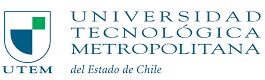 UTEM
UNIVERSIDAD
TECNOLÓGICA
METROPOLITANA
del Estado de Chile